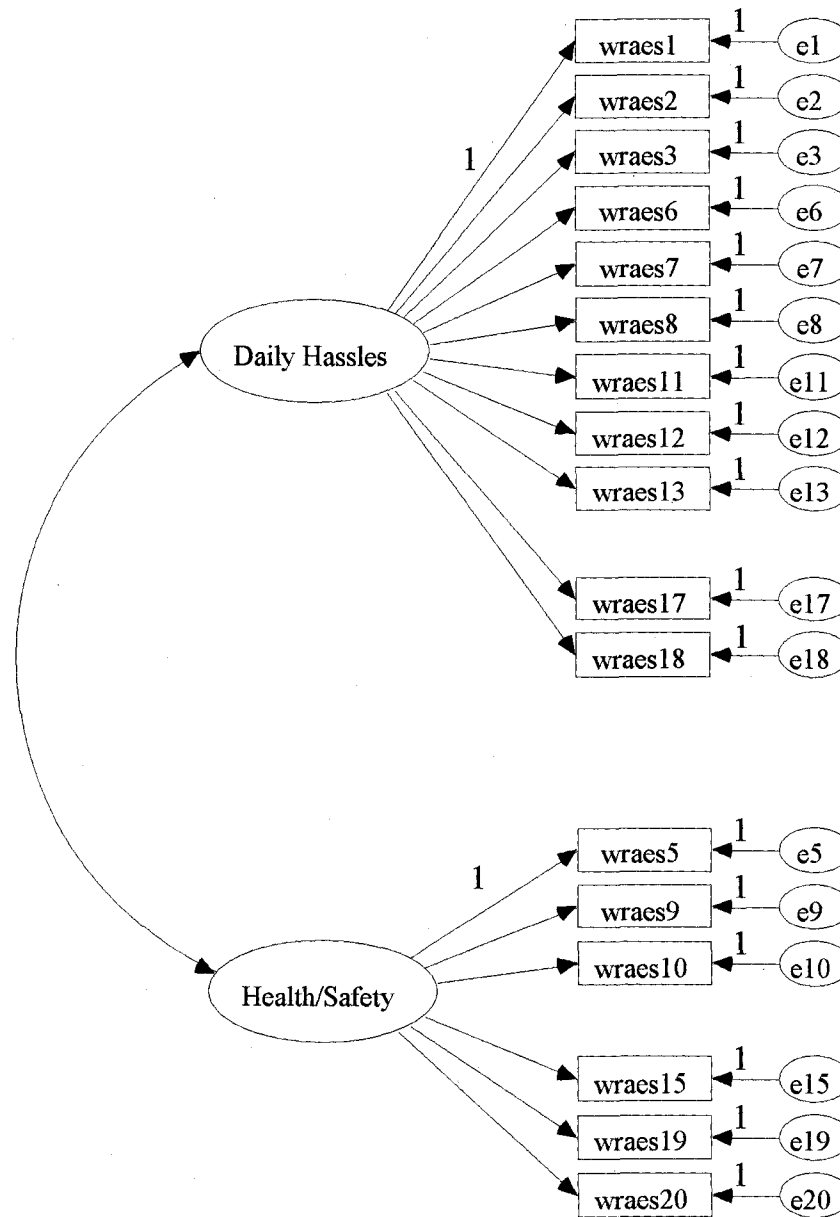 wraes1 1 e1
wraes2 1 e2
1 wraes3 1 e3
wraes6 1 e6
wraes7 1 e7
wraes8 1 e8
Daily Hassles
wraes11 1 e11
wraes12 1 e12
wraes13 1 e13
wraes17 1 e17
wraes18 1 e18
wraes5 1 e5
1
wraes9 1 e9
wraes10 1 e10
Health/Safety
wraes15 1 e15
wraes19 1 e19
wraes20 1 e20